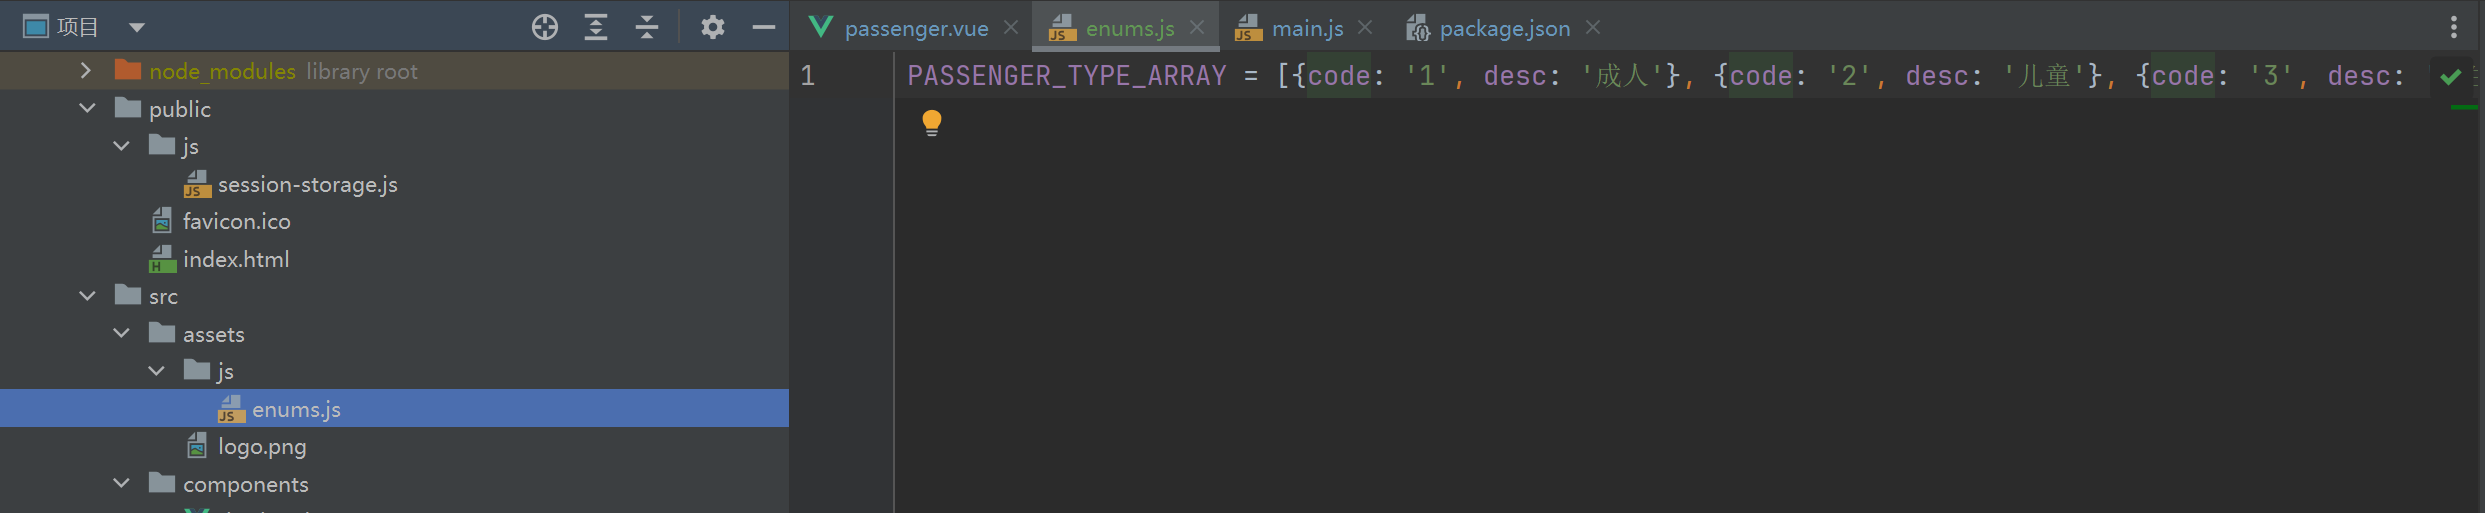 项目
node_modules library root
public
js
session-storage.js
favicon.ico
index.html
src
assets
js
enums.js
logo.png
components
passenger.vue enums.js main.js package.json
1 PASSENGER_TYPE_ARRAY = [{code: '1', desc: '成人'}, {code: '2', desc: '儿童'}, {code: '3', desc: